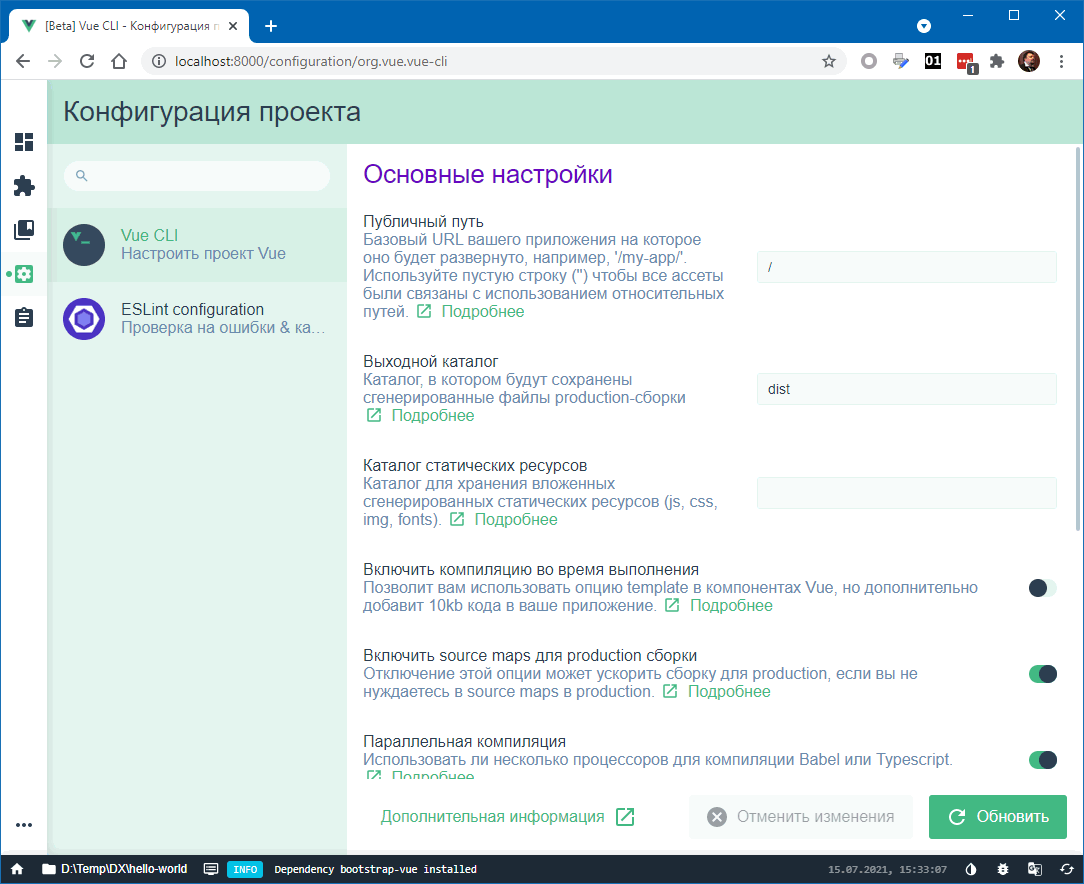 [Beta] Vue CLI - Конфигурация п
localhost:8000/configuration/org.vue.vue-cli
01
1
Конфигурация проекта
Vue CLI
Настроить проект Vue
ESLint configuration
Проверка на ошибки & ка…
Основные настройки
Публичный путь
Базовый URL вашего приложения на которое
оно будет развернуто, например, '/my-app/'.
Используйте пустую строку ('') чтобы все ассеты
были связаны с использованием относительных
путей. Подробнее
/
Выходной каталог
Каталог, в котором будут сохранены
сгенерированные файлы production-сборки
Подробнее
dist
Каталог статических ресурсов
Каталог для хранения вложенных
сгенерированных статических ресурсов (js, css,
img, fonts). Подробнее
Включить компиляцию во время выполнения
Позволит вам использовать опцию template в компонентах Vue, но дополнительно
добавит 10kb кода в ваше приложение. Подробнее
Включить source maps для production сборки
Отключение этой опции может ускорить сборку для production, если вы не
нуждаетесь в source maps в production. Подробнее
Параллельная компиляция
Использовать ли несколько процессоров для компиляции Babel или Typescript.
Подробнее
Дополнительная информация
Отменить изменения
Обновить
D:\Temp\DX\hello-world
INFO
Dependency bootstrap-vue installed
15.07.2021, 15:33:07